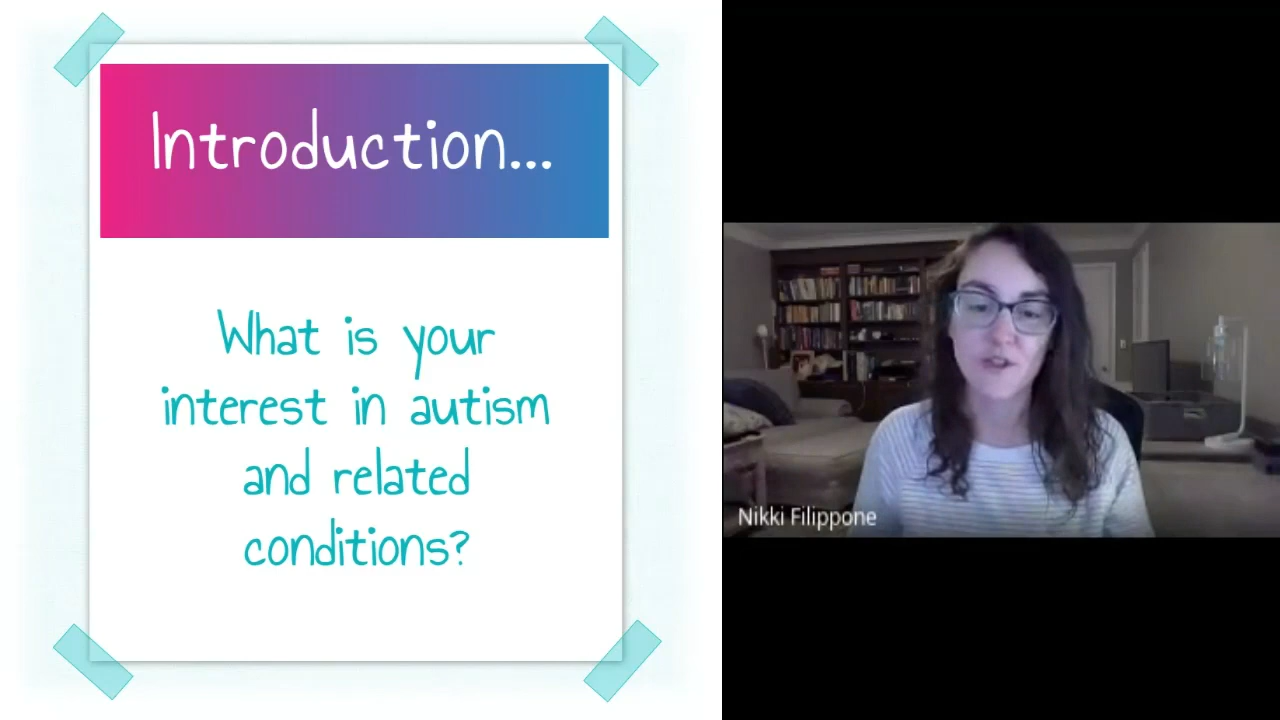 Introduction...
What is your
interest in autism
and related
conditions?
Nikki Filippone